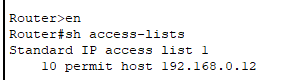 Router>en
Router#sh access-lists
Standard IP access list 1
    10 permit host 192.168.0.12